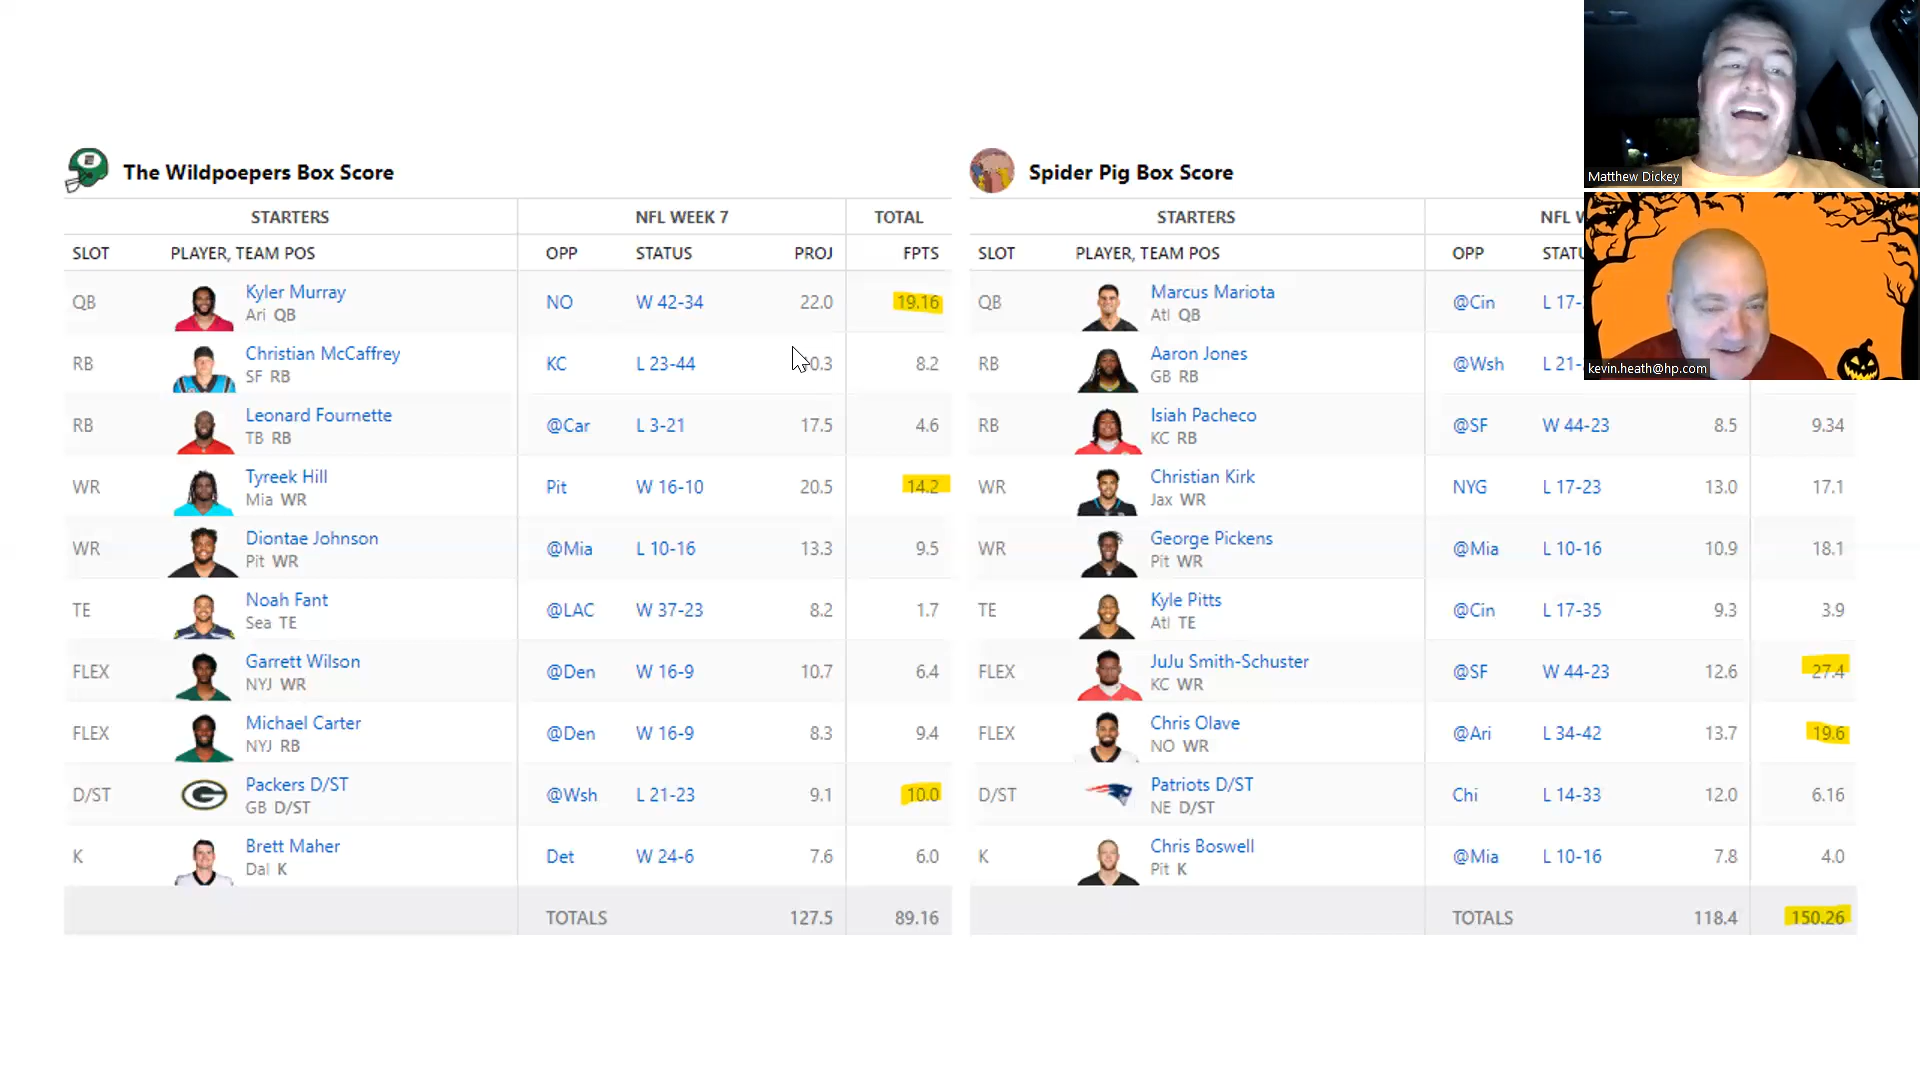 The Wildpoepers Box Score
STARTERS NFL WEEK 7 TOTAL
SLOT PLAYER, TEAM POS OPP STATUS PROJ FPTS
QB Kyler Murray NO W 42-34 22.0 19.16
Ari QB
RB Christian McCaffrey KC L 23-44 0.3 8.2
SF RB
RB Leonard Fournette @Car L 3-21 17.5 4.6
TB RB
WR Tyreek Hill Pit W 16-10 20.5 14.2
Mia WR
WR Diontae Johnson @Mia L 10-16 13.3 9.5
Pit WR
TE Noah Fant @LAC W 37-23 8.2 1.7
Sea TE
FLEX Garrett Wilson @Den W 16-9 10.7 6.4
NYJ WR
FLEX Michael Carter @Den W 16-9 8.3 9.4
NYJ RB
D/ST Packers D/ST @Wsh L 21-23 9.1 10.0
GB D/ST
K Brett Maher Det W 24-6 7.6 6.0
Dal K
TOTALS 127.5 89.16
Spider Pig Box Score
STARTERS NFL W
SLOT PLAYER, TEAM POS OPP STATU
QB Marcus Mariota @Cin L 17-
Atl QB
RB Aaron Jones @Wsh L 21-
GB RB
RB Isiah Pacheco @SF W 44-23 8.5 9.34
KC RB
WR Christian Kirk NYG L 17-23 13.0 17.1
Jax WR
WR George Pickens @Mia L 10-16 10.9 18.1
Pit WR
TE Kyle Pitts @Cin L 17-35 9.3 3.9
Atl TE
FLEX JuJu Smith-Schuster @SF W 44-23 12.6 27.4
KC WR
FLEX Chris Olave @Ari L 34-42 13.7 19.6
NO WR
D/ST Patriots D/ST Chi L 14-33 12.0 6.16
NE D/ST
K Chris Boswell @Mia L 10-16 7.8 4.0
Pit K
TOTALS 118.4 150.26
Matthew Dickey
kevin.heath@hp.com